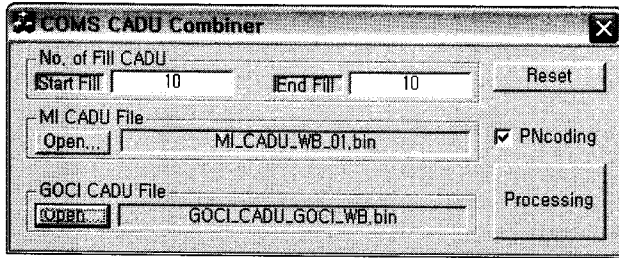 COMS CADU Combiner
No. of Fill CADU
Start Fill 10 End Fill 10
Reset
MI CADU File
Open... MI_CADU_WB_01.bin
PNcoding
GOCI CADU File
Open... GOCI_CADU_GOCI_WB.bin
Processing